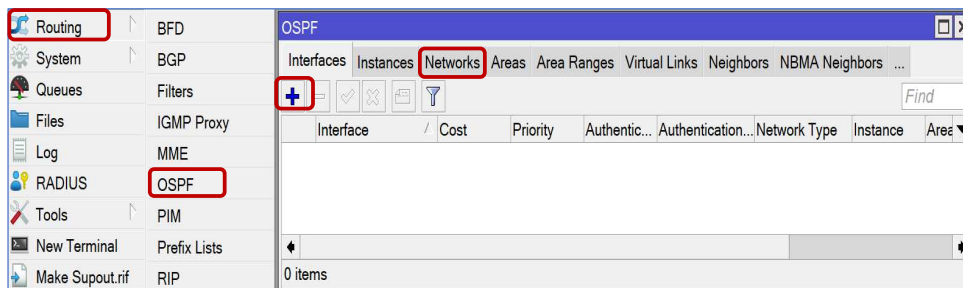 Routing
System
Queues
Files
Log
RADIUS
Tools
New Terminal
Make Supout.rif
BFD
BGP
Filters
IGMP Proxy
MME
OSPF
PIM
Prefix Lists
RIP
OSPF
Interfaces Instances Networks Areas Area Ranges Virtual Links Neighbors NBMA Neighbors ...
Find
Interface Cost Priority Authentic... Authentication... Network Type Instance Area
0 items